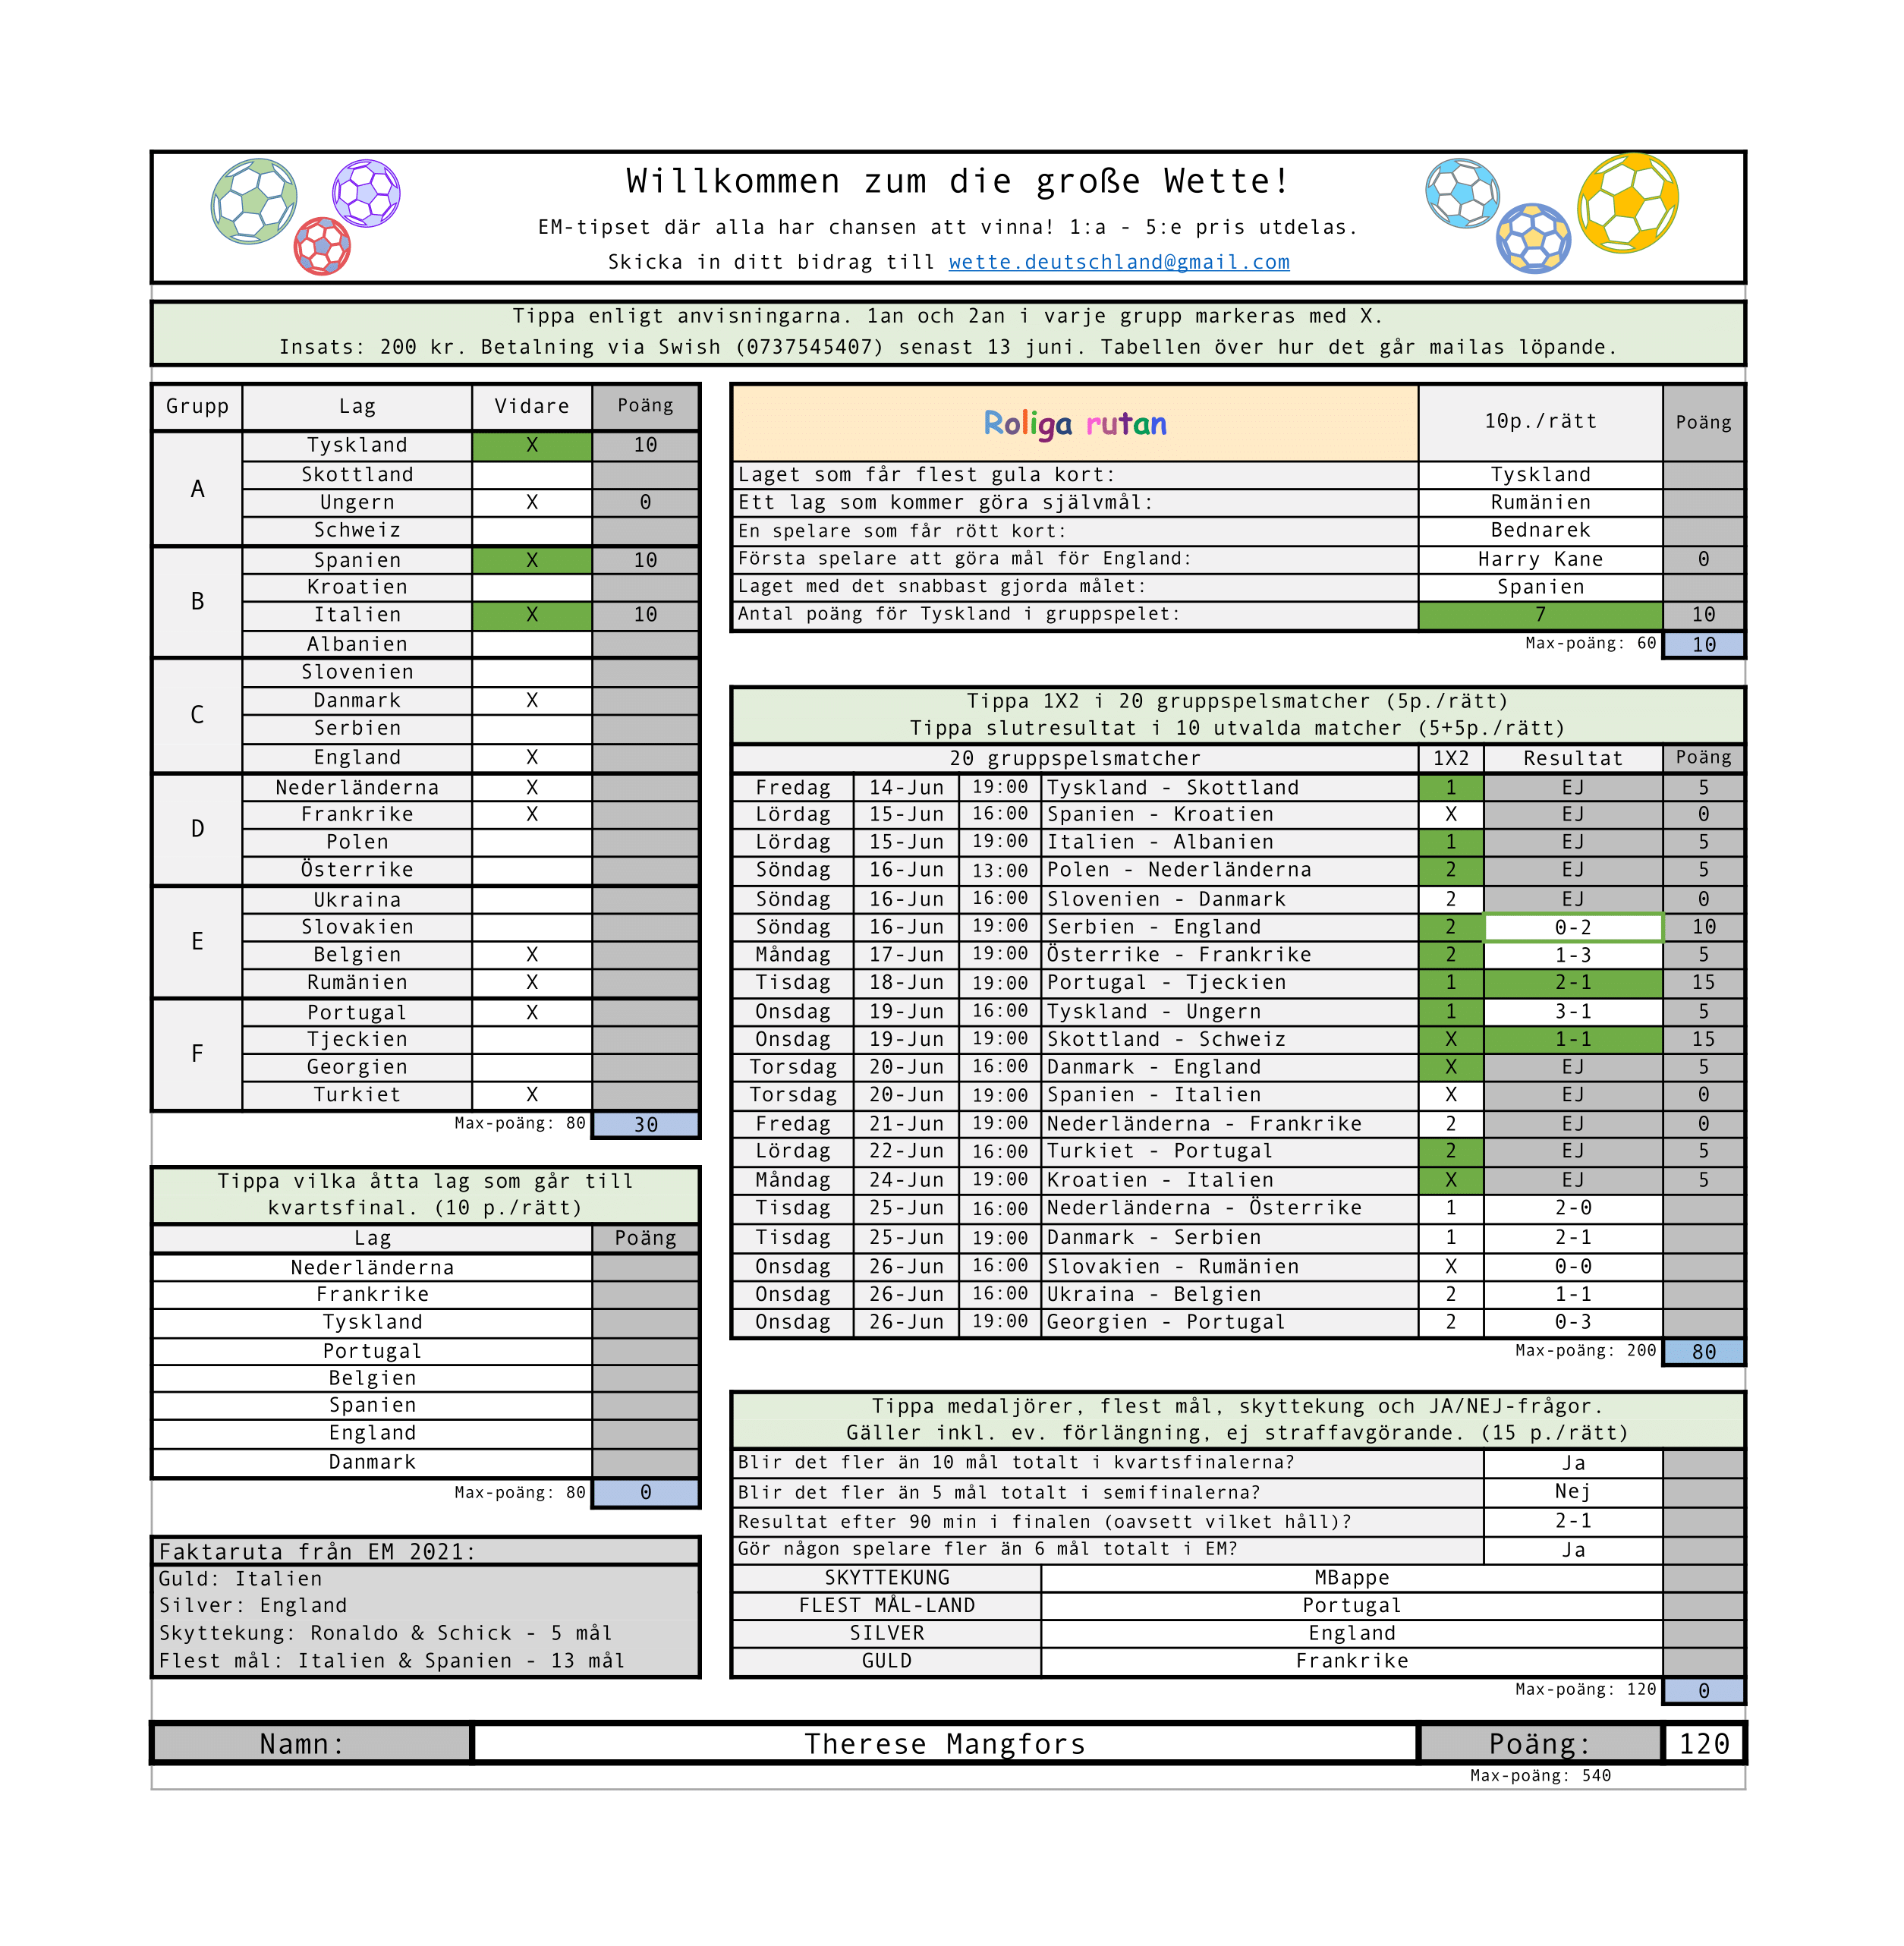 Willkommen zum die große Wette!
EM-tipset där alla har chansen att vinna! 1:a - 5:e pris utdelas.
Skicka in ditt bidrag till wette.deutschland@gmail.com
Tippa enligt anvisningarna. 1an och 2an i varje grupp markeras med X.
Insats: 200 kr. Betalning via Swish (0737545407) senast 13 juni. Tabellen över hur det går mailas löpande.
Grupp Lag Vidare Poäng
A
Tyskland X 10
Skottland
Ungern X 0
Schweiz
B
Spanien X 10
Kroatien
Italien X 10
Albanien
C
Slovenien
Danmark X
Serbien
England X
D
Nederländerna X
Frankrike X
Polen
Österrike
E
Ukraina
Slovakien
Belgien X
Rumänien X
F
Portugal X
Tjeckien
Georgien
Turkiet X
Max-poäng: 80 30
Tippa vilka åtta lag som går till
kvartsfinal. (10 p./rätt)
Lag Poäng
Nederländerna
Frankrike
Tyskland
Portugal
Belgien
Spanien
England
Danmark
Max-poäng: 80 0
Faktaruta från EM 2021:
Guld: Italien
Silver: England
Skyttekung: Ronaldo & Schick - 5 mål
Flest mål: Italien & Spanien - 13 mål
Roliga rutan 10p./rätt Poäng
Laget som får flest gula kort: Tyskland
Ett lag som kommer göra självmål: Rumänien
En spelare som får rött kort: Bednarek
Första spelare att göra mål för England: Harry Kane 0
Laget med det snabbast gjorda målet: Spanien
Antal poäng för Tyskland i gruppspelet: 7 10
Max-poäng: 60 10
Tippa 1X2 i 20 gruppspelsmatcher (5p./rätt)
Tippa slutresultat i 10 utvalda matcher (5+5p./rätt)
20 gruppspelsmatcher 1X2 Resultat Poäng
Fredag 14-Jun 19:00 Tyskland - Skottland 1 EJ 5
Lördag 15-Jun 16:00 Spanien - Kroatien X EJ 0
Lördag 15-Jun 19:00 Italien - Albanien 1 EJ 5
Söndag 16-Jun 13:00 Polen - Nederländerna 2 EJ 5
Söndag 16-Jun 16:00 Slovenien - Danmark 2 EJ 0
Söndag 16-Jun 19:00 Serbien - England 2 0-2 10
Måndag 17-Jun 19:00 Österrike - Frankrike 2 1-3 5
Tisdag 18-Jun 19:00 Portugal - Tjeckien 1 2-1 15
Onsdag 19-Jun 16:00 Tyskland - Ungern 1 3-1 5
Onsdag 19-Jun 19:00 Skottland - Schweiz X 1-1 15
Torsdag 20-Jun 16:00 Danmark - England X EJ 5
Torsdag 20-Jun 19:00 Spanien - Italien X EJ 0
Fredag 21-Jun 19:00 Nederländerna - Frankrike 2 EJ 0
Lördag 22-Jun 16:00 Turkiet - Portugal 2 EJ 5
Måndag 24-Jun 19:00 Kroatien - Italien X EJ 5
Tisdag 25-Jun 16:00 Nederländerna - Österrike 1 2-0
Tisdag 25-Jun 19:00 Danmark - Serbien 1 2-1
Onsdag 26-Jun 16:00 Slovakien - Rumänien X 0-0
Onsdag 26-Jun 16:00 Ukraina - Belgien 2 1-1
Onsdag 26-Jun 19:00 Georgien - Portugal 2 0-3
Max-poäng: 200 80
Tippa medaljörer, flest mål, skyttekung och JA/NEJ-frågor.
Gäller inkl. ev. förlängning, ej straffavgörande. (15 p./rätt)
Blir det fler än 10 mål totalt i kvartsfinalerna? Ja
Blir det fler än 5 mål totalt i semifinalerna? Nej
Resultat efter 90 min i finalen (oavsett vilket håll)? 2-1
Gör någon spelare fler än 6 mål totalt i EM? Ja
SKYTTEKUNG MBappe
FLEST MÅL-LAND Portugal
SILVER England
GULD Frankrike
Max-poäng: 120 0
Namn: Therese Mangfors Poäng: 120
Max-poäng: 540